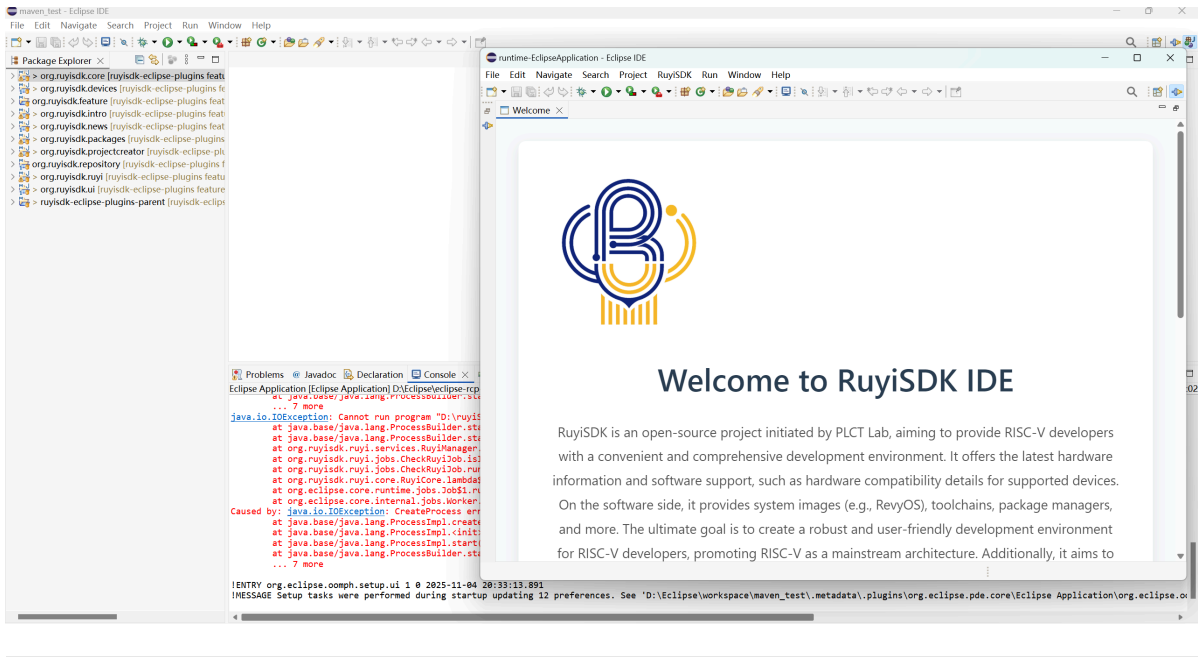 maven_test - Eclipse IDE
File Edit Navigate Search Project Run Window Help
Package Explorer
> org.ruyisdk.core [ruyisdk-eclipse-plugins featu
> org.ruyisdk.devices [ruyisdk-eclipse-plugins fe
org.ruyisdk.feature [ruyisdk-eclipse-plugins feat
> org.ruyisdk.intro [ruyisdk-eclipse-plugins featu
> org.ruyisdk.news [ruyisdk-eclipse-plugins feat
> org.ruyisdk.packages [ruyisdk-eclipse-plugins
> org.ruyisdk.projectcreator [ruyisdk-eclipse-plu
org.ruyisdk.repository [ruyisdk-eclipse-plugins f
> org.ruyisdk.ruyi [ruyisdk-eclipse-plugins featu
> org.ruyisdk.ui [ruyisdk-eclipse-plugins feature
> ruyisdk-eclipse-plugins-parent [ruyisdk-eclips
runtime-EclipseApplication - Eclipse IDE
File Edit Navigate Search Project RuyiSDK Run Window Help
Welcome
Welcome to RuyiSDK IDE
RuyiSDK is an open-source project initiated by PLCT Lab, aiming to provide RISC-V developers
with a convenient and comprehensive development environment. It offers the latest hardware
information and software support, such as hardware compatibility details for supported devices.
On the software side, it provides system images (e.g., RevyOS), toolchains, package managers,
and more. The ultimate goal is to create a robust and user-friendly development environment
for RISC-V developers, promoting RISC-V as a mainstream architecture. Additionally, it aims to
Problems @ Javadoc Declaration Console
Eclipse Application [Eclipse Application] D:\Eclipse\eclipse-rcp
:02
at java.base/java.lang.ProcessBuilder.sta
... 7 more
java.io.IOException: Cannot run program "D:\ruyiS
at java.base/java.lang.ProcessBuilder.sta
at java.base/java.lang.ProcessBuilder.sta
at org.ruyisdk.ruyi.services.RuyiManager.
at org.ruyisdk.ruyi.jobs.CheckRuyiJob.isI
at org.ruyisdk.ruyi.jobs.CheckRuyiJob.run
at org.ruyisdk.ruyi.core.RuyiCore.lambda$
at org.eclipse.core.runtime.jobs.Job$1.ru
at org.eclipse.core.internal.jobs.Worker.
Caused by: java.io.IOException: CreateProcess err
at java.base/java.lang.ProcessImpl.create
at java.base/java.lang.ProcessImpl.<init>
at java.base/java.lang.ProcessImpl.start(
at java.base/java.lang.ProcessBuilder.sta
... 7 more
!ENTRY org.eclipse.oomph.setup.ui 1 0 2025-11-04 20:33:13.891
!MESSAGE Setup tasks were performed during startup updating 12 preferences. See 'D:\Eclipse\workspace\maven_test\.metadata\.plugins\org.eclipse.pde.core\Eclipse Application\org.eclipse.oo